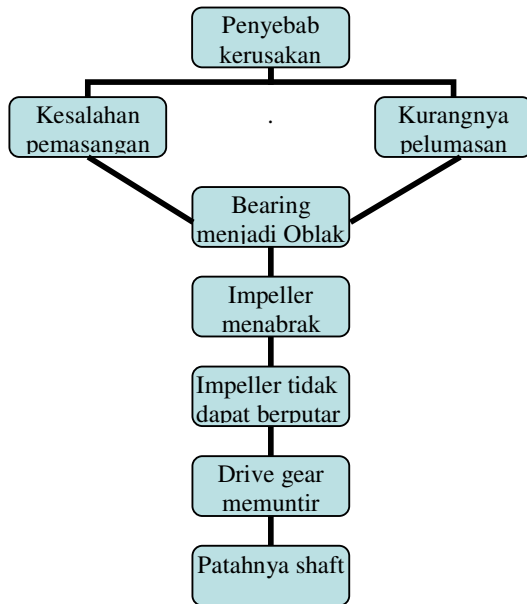 Penyebab
kerusakan
Kesalahan
pemasangan
.
Kurangnya
pelumasan
Bearing
menjadi Oblak
Impeller
menabrak
Impeller tidak
dapat berputar
Drive gear
memuntir
Patahnya shaft